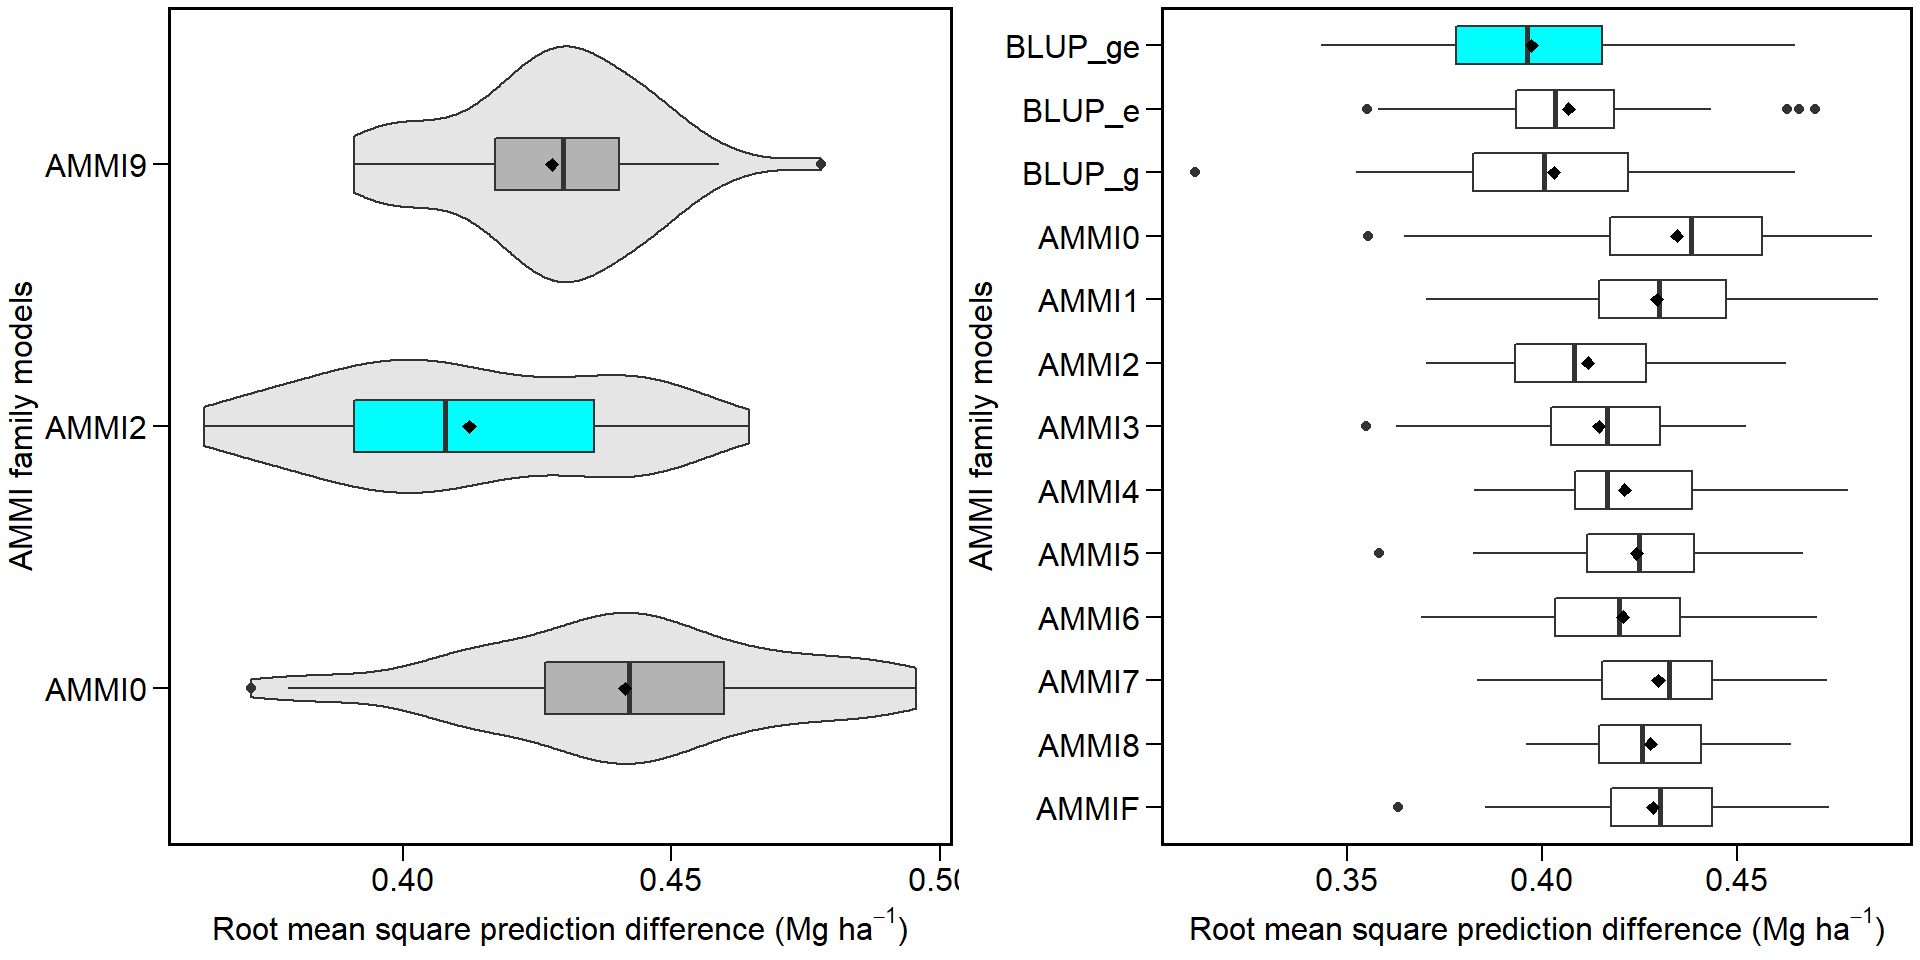 AMMI family models
AMMI9
AMMI2
AMMI0
0.40
0.45
0.50
Root mean square prediction difference (Mg ha⁻¹)
AMMI family models
BLUP_ge
BLUP_e
BLUP_g
AMMI0
AMMI1
AMMI2
AMMI3
AMMI4
AMMI5
AMMI6
AMMI7
AMMI8
AMMIF
0.35
0.40
0.45
Root mean square prediction difference (Mg ha⁻¹)